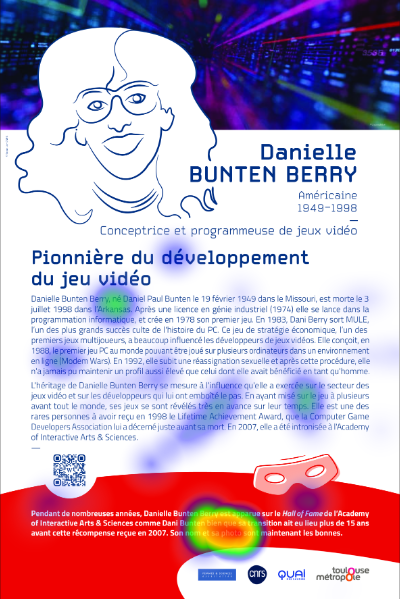 Danielle
BUNTEN BERRY
Américaine
1949-1998
Conceptrice et programmeuse de jeux vidéo
Pionnière du développement
du jeu vidéo
Danielle Bunten Berry, né Daniel Paul Bunten le 19 février 1949 dans le Missouri, est morte le 3
juillet 1998 dans l'Arkansas. Après une licence en génie industriel (1974) elle se lance dans la
programmation informatique, et crée en 1978 son premier jeu. En 1983, Dani Berry sort MULE,
l'un des plus grands succès culte de l'histoire du PC. Ce jeu de stratégie économique, l'un des
premiers jeux multijoueurs, a beaucoup influencé les développeurs de jeux vidéos. Elle conçoit, en
1988, le premier jeu PC au monde pouvant être joué sur plusieurs ordinateurs dans un environnement
en ligne (Modem Wars). En 1992, elle subit une réassignation sexuelle et après cette procédure, elle
n'a jamais pu maintenir un profil aussi élevé que celui dont elle avait bénéficié en tant qu'homme.
L'héritage de Danielle Bunten Berry se mesure à l'influence qu'elle a exercée sur le secteur des
jeux vidéo et sur les développeurs qui lui ont emboîté le pas. En ayant misé sur le jeu à plusieurs
avant tout le monde, ses jeux se sont révélés très en avance sur leur temps. Elle est une des
rares personnes à avoir reçu en 1998 le Lifetime Achievement Award, que la Computer Game
Developers Association lui a décerné juste avant sa mort. En 2007, elle a été intronisée à l'Academy
of Interactive Arts & Sciences.
W
Pendant de nombreuses années, Danielle Bunten Berry est apparue sur le Hall of Fame de l'Academy
of Interactive Arts & Sciences comme Dani Bunten bien que sa transition ait eu lieu plus de 15 ans
avant cette récompense reçue en 2007. Son nom et sa photo sont maintenant les bonnes.
cnrs
QUAI
toulouse
métropole